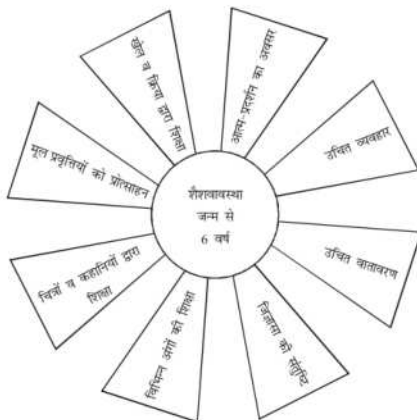 शैशवावस्था
जन्म से
6 वर्ष
आत्म-प्रदर्शन का अवसर
उचित व्यवहार
उचित वातावरण
जिज्ञासा की संतुष्टि
विभिन्न अंगों की शिक्षा
चित्रों व कहानियों द्वारा
शिक्षा
मूल प्रवृत्तियों को प्रोत्साहन
खेल व क्रिया द्वारा शिक्षा